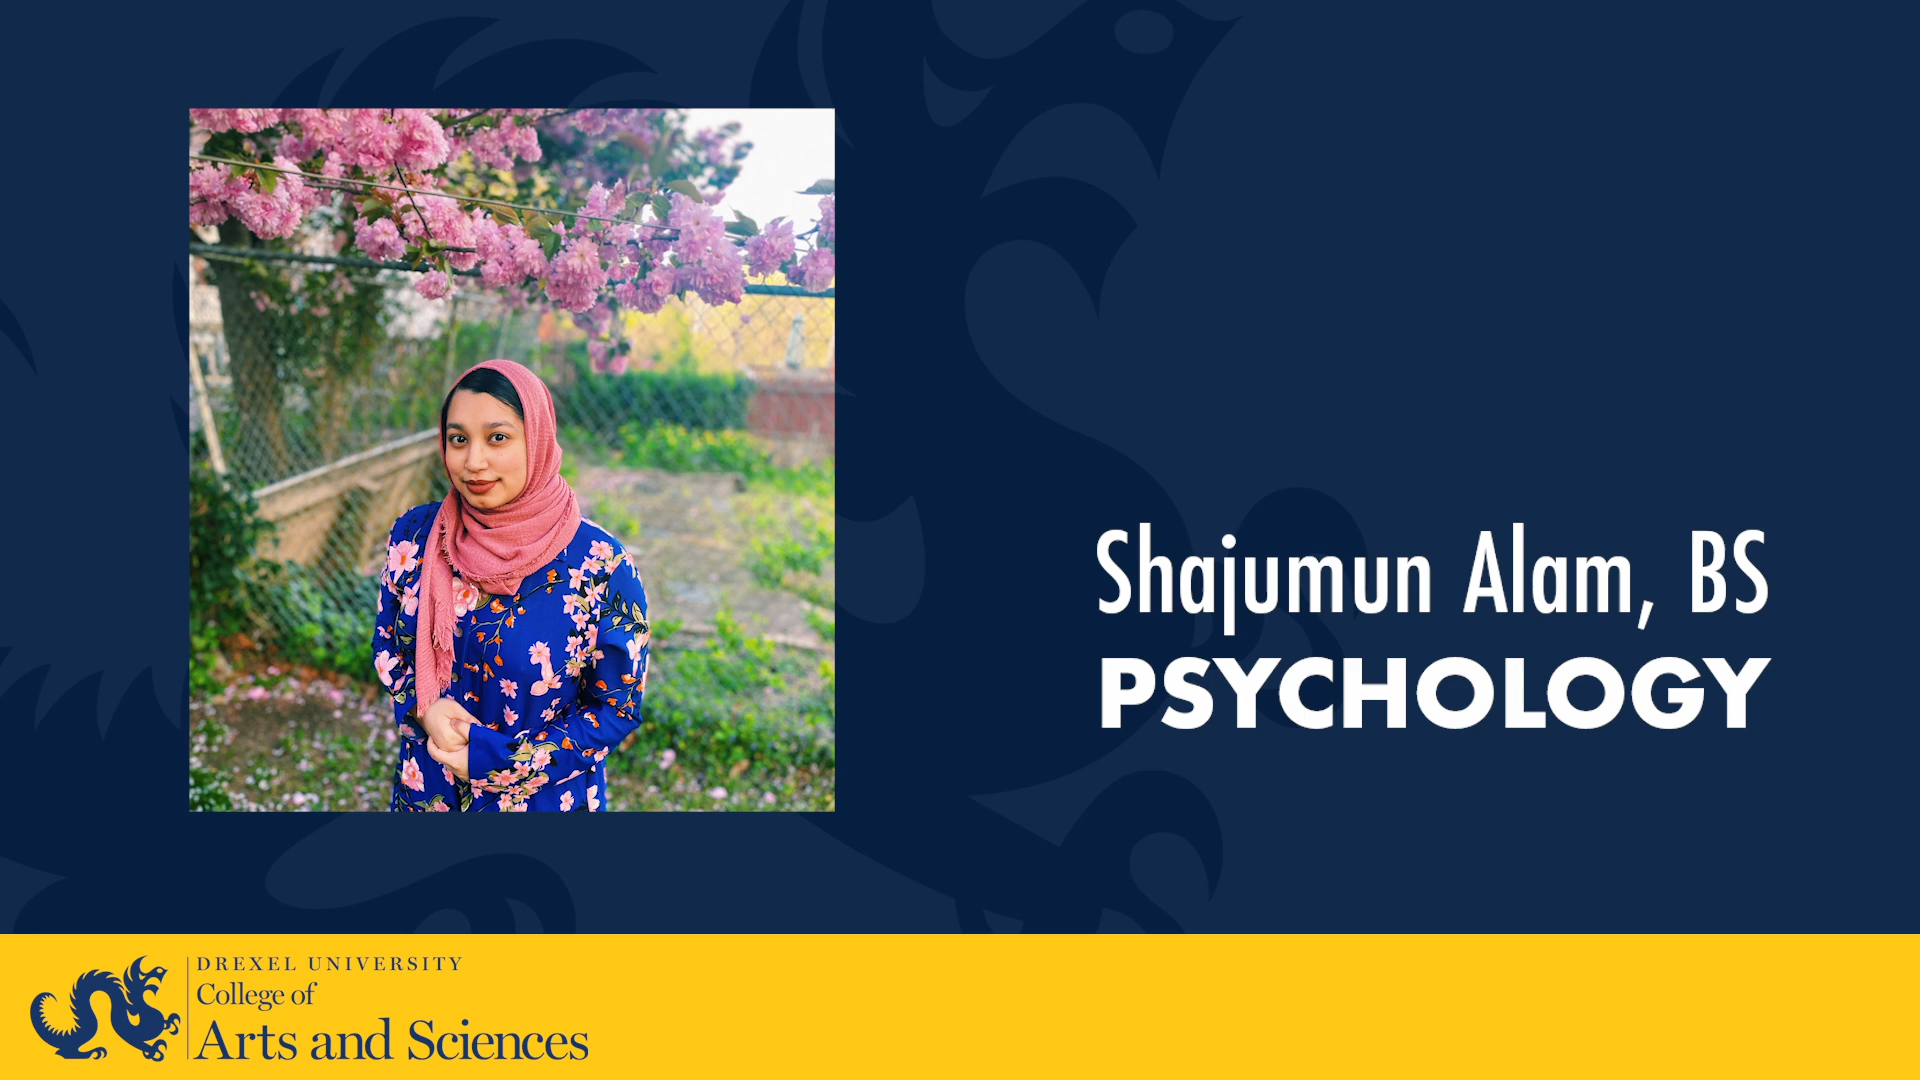 Shajumun Alam, BS
PSYCHOLOGY
DREXEL UNIVERSITY
College of
Arts and Sciences